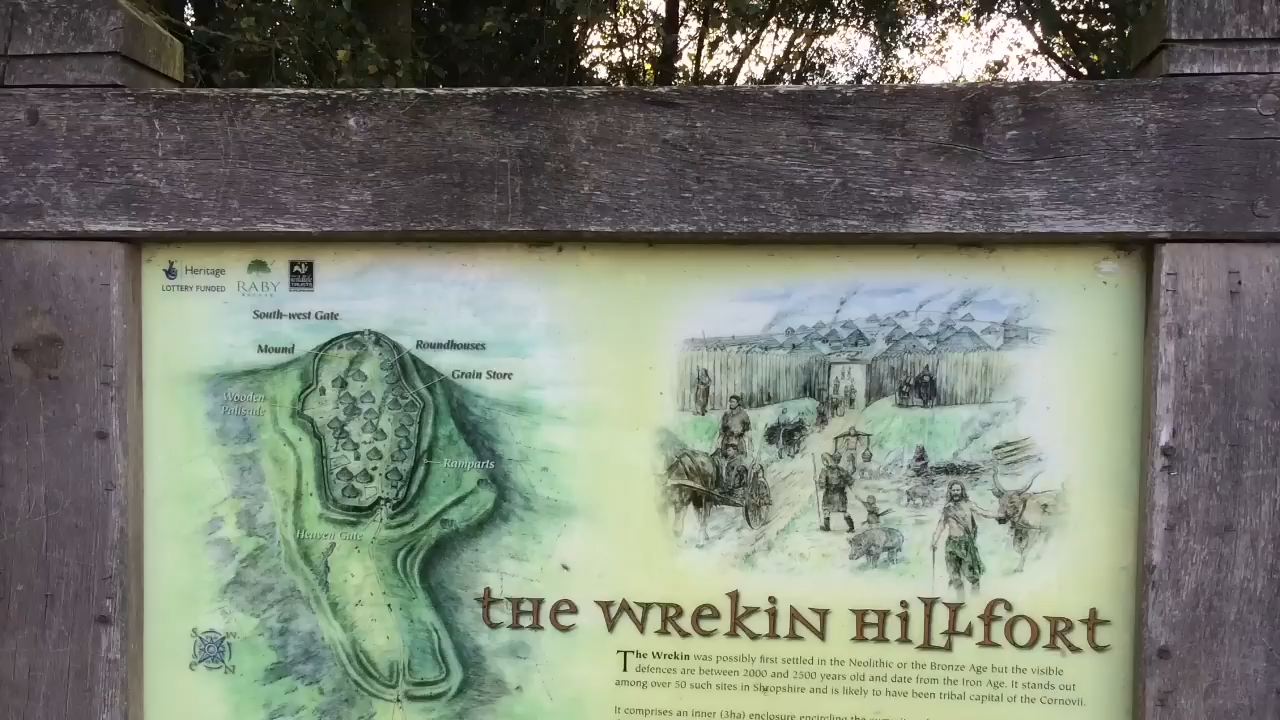 Heritage
LOTTERY FUNDED
RABY
South-west Gate
Mound
Roundhouses
Grain Store
Wooden
Palisade
Ramparts
Heaven Gate
S
W
N
the wrekin Hillfort
The Wrekin was possibly first settled in the Neolithic or the Bronze Age but the visible
defences are between 2000 and 2500 years old and date from the Iron Age. It stands out
among over 50 such sites in Shropshire and is likely to have been tribal capital of the Cornovii.
It comprises an inner (3ha) enclosure encircling the